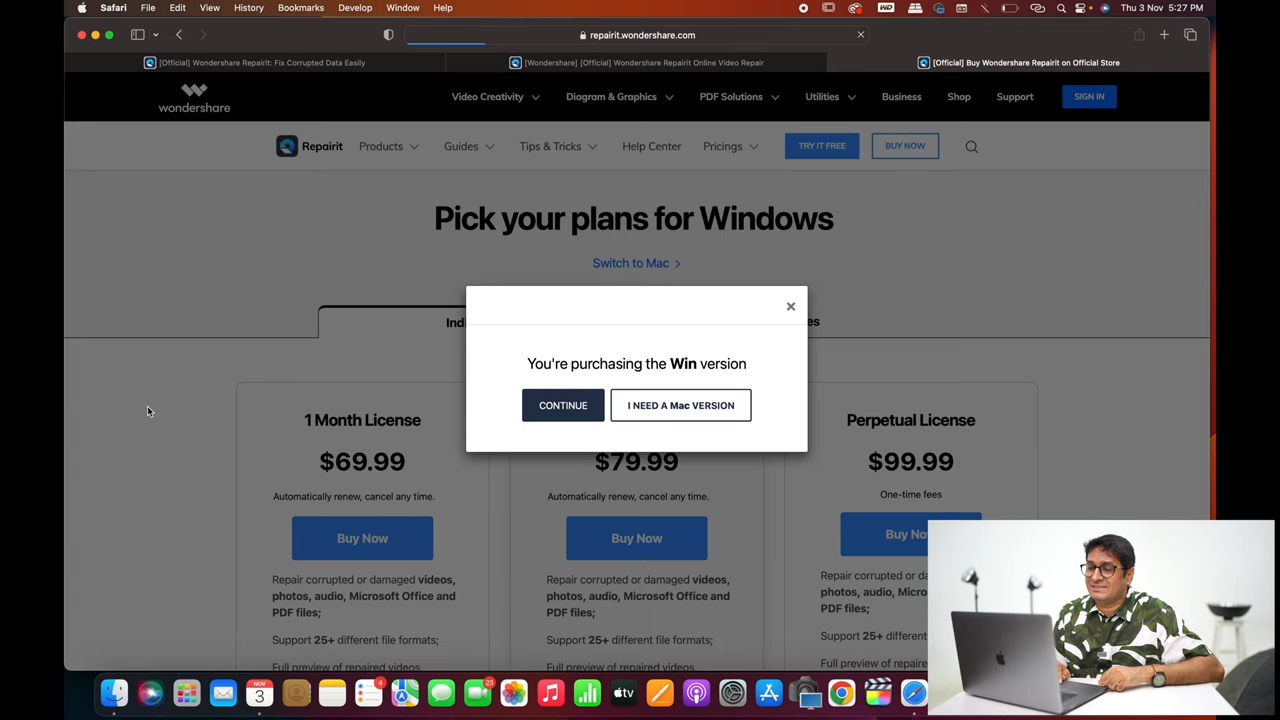 Safari File Edit View History Bookmarks Develop Window Help
WD
Thu 3 Nov 5:27 PM
repairit.wondershare.com
[Official] Wondershare Repairit: Fix Corrupted Data Easily
[Wondershare] [Official] Wondershare Repairit Online Video Repair
[Official] Buy Wondershare Repairit on Official Store
wondershare
Video Creativity Diagram & Graphics PDF Solutions Utilities Business Shop Support SIGN IN
Repairit Products Guides Tips & Tricks Help Center Pricings TRY IT FREE BUY NOW
Pick your plans for Windows
Switch to Mac >
Indi
es
×
You're purchasing the Win version
CONTINUE
I NEED A Mac VERSION
1 Month License
$69.99
Automatically renew, cancel any time.
Buy Now
Repair corrupted or damaged videos,
photos, audio, Microsoft Office and
PDF files;
Support 25+ different file formats;
Full preview of repaired videos,
$79.99
Automatically renew, cancel any time.
Buy Now
Repair corrupted or damaged videos,
photos, audio, Microsoft Office and
PDF files;
Support 25+ different file formats;
Full preview of repaired videos,
Perpetual License
$99.99
One-time fees
Buy No
Repair corrupted or d
photos, audio, Micros
PDF files;
Support 25+ different
Full preview of repaire
NOV
3
4
23
tv